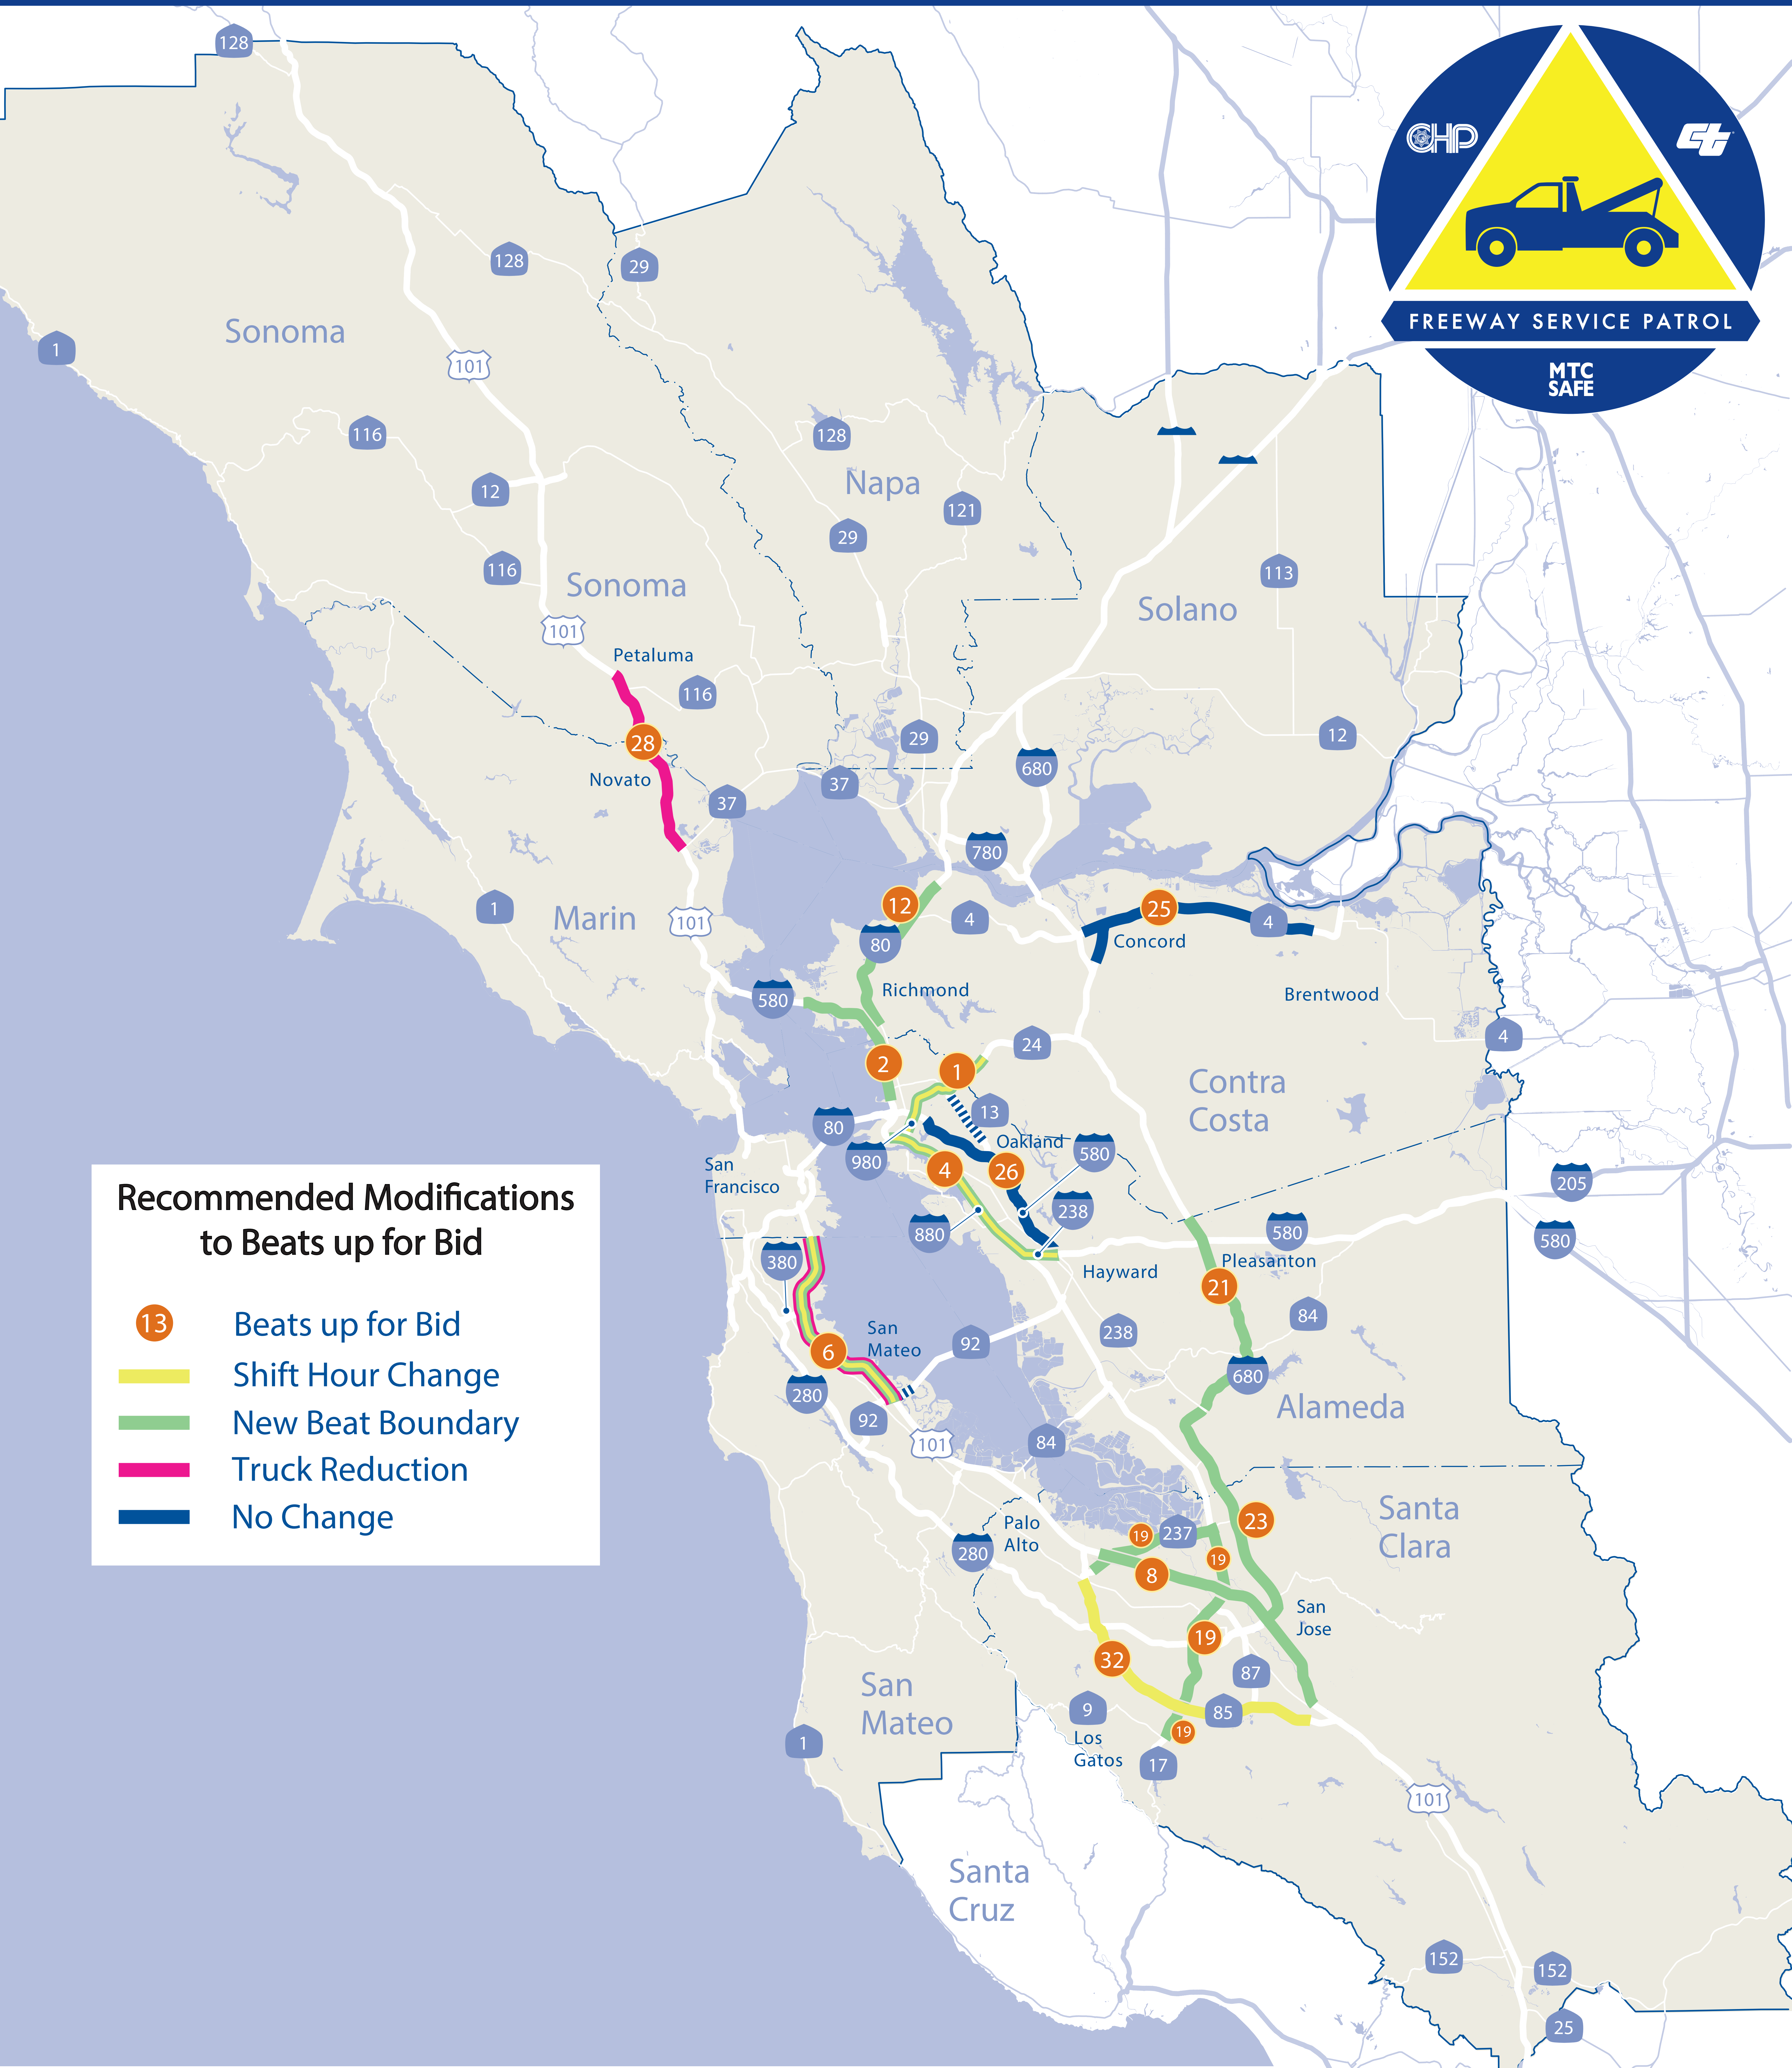 128
CHP
CT
FREEWAY SERVICE PATROL
MTC
SAFE
128
29
Sonoma
1
101
116
128
12
Napa
121
29
116
113
Sonoma
Solano
101
Petaluma
116
28
29
12
680
Novato
37
37
780
12
25
1
Marin
101
4
4
80
Concord
Richmond
Brentwood
580
4
24
2
1
Contra
Costa
13
80
Oakland
580
980
4
26
San
Francisco
205
238
880
580
580
380
Hayward
Pleasanton
21
84
238
San
Mateo
92
6
680
280
Alameda
92
101
84
Santa
Clara
Palo
Alto
23
19
237
280
19
8
San
Jose
19
32
87
San
Mateo
9
85
Los
Gatos
19
1
17
101
Santa
Cruz
152
152
25
Recommended Modifications
to Beats up for Bid
13 Beats up for Bid
Shift Hour Change
New Beat Boundary
Truck Reduction
No Change